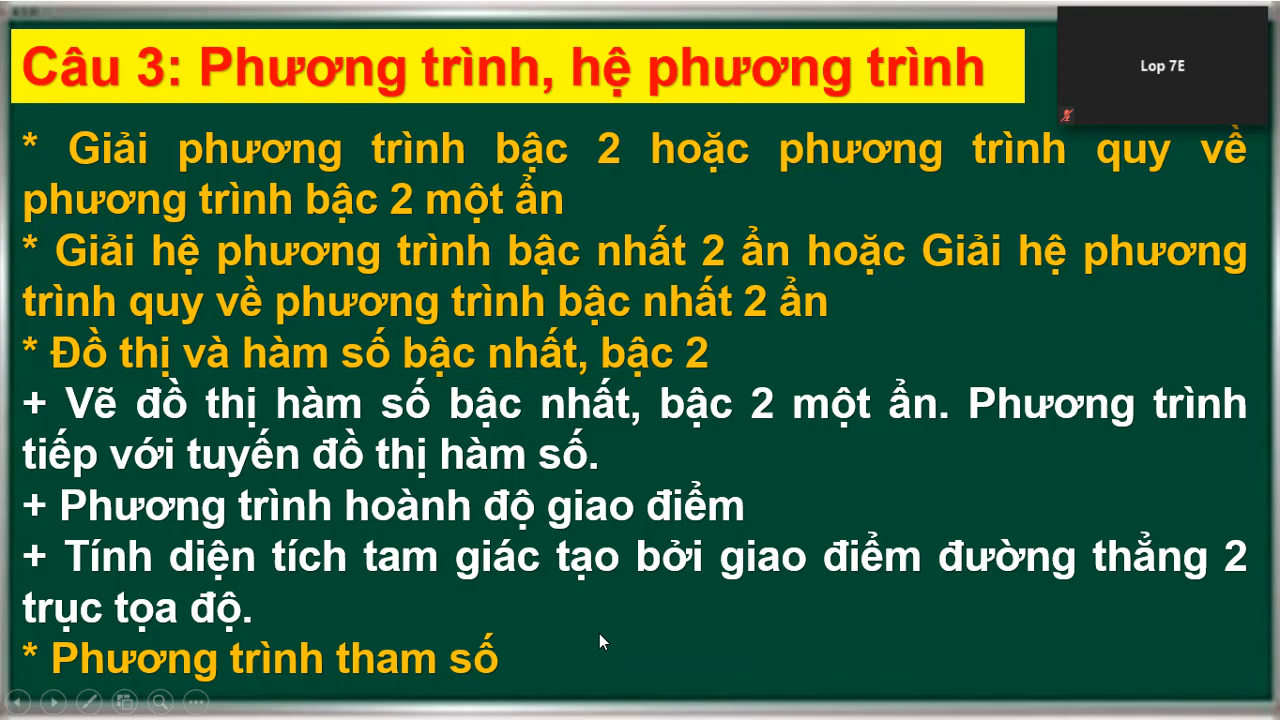 Câu 3: Phương trình, hệ phương trình
Lop 7E
* Giải phương trình bậc 2 hoặc phương trình quy về
phương trình bậc 2 một ẩn
* Giải hệ phương trình bậc nhất 2 ẩn hoặc Giải hệ phương
trình quy về phương trình bậc nhất 2 ẩn
* Đồ thị và hàm số bậc nhất, bậc 2
+ Vẽ đồ thị hàm số bậc nhất, bậc 2 một ẩn. Phương trình
tiếp với tuyến đồ thị hàm số.
+ Phương trình hoành độ giao điểm
+ Tính diện tích tam giác tạo bởi giao điểm đường thẳng 2
trục tọa độ.
* Phương trình tham số